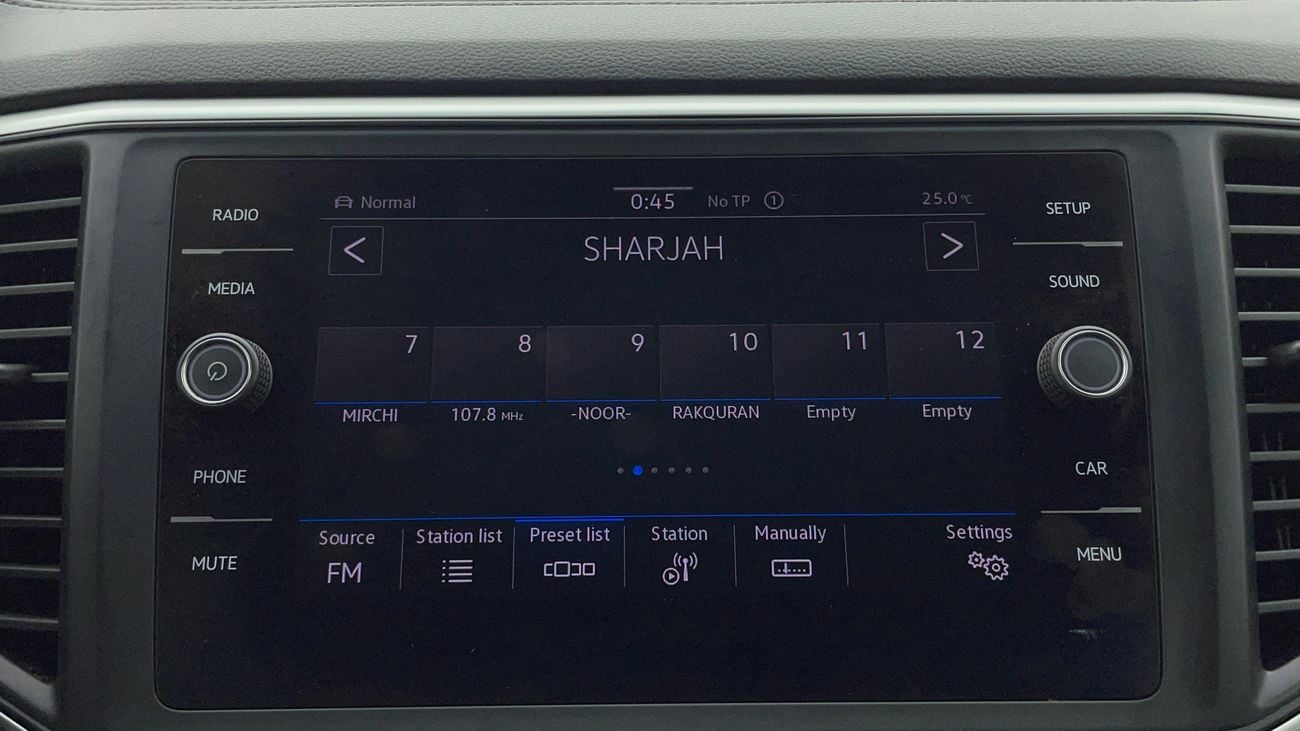 RADIO
MEDIA
PHONE
MUTE
Normal 0:45 No TP 1 25.0°C
< SHARJAH >
7 8 9 10 11 12
MIRCHI 107.8 MHz -NOOR- RAKQURAN Empty Empty
Source Station list Preset list Station Manually Settings
FM
SETUP
SOUND
CAR
MENU